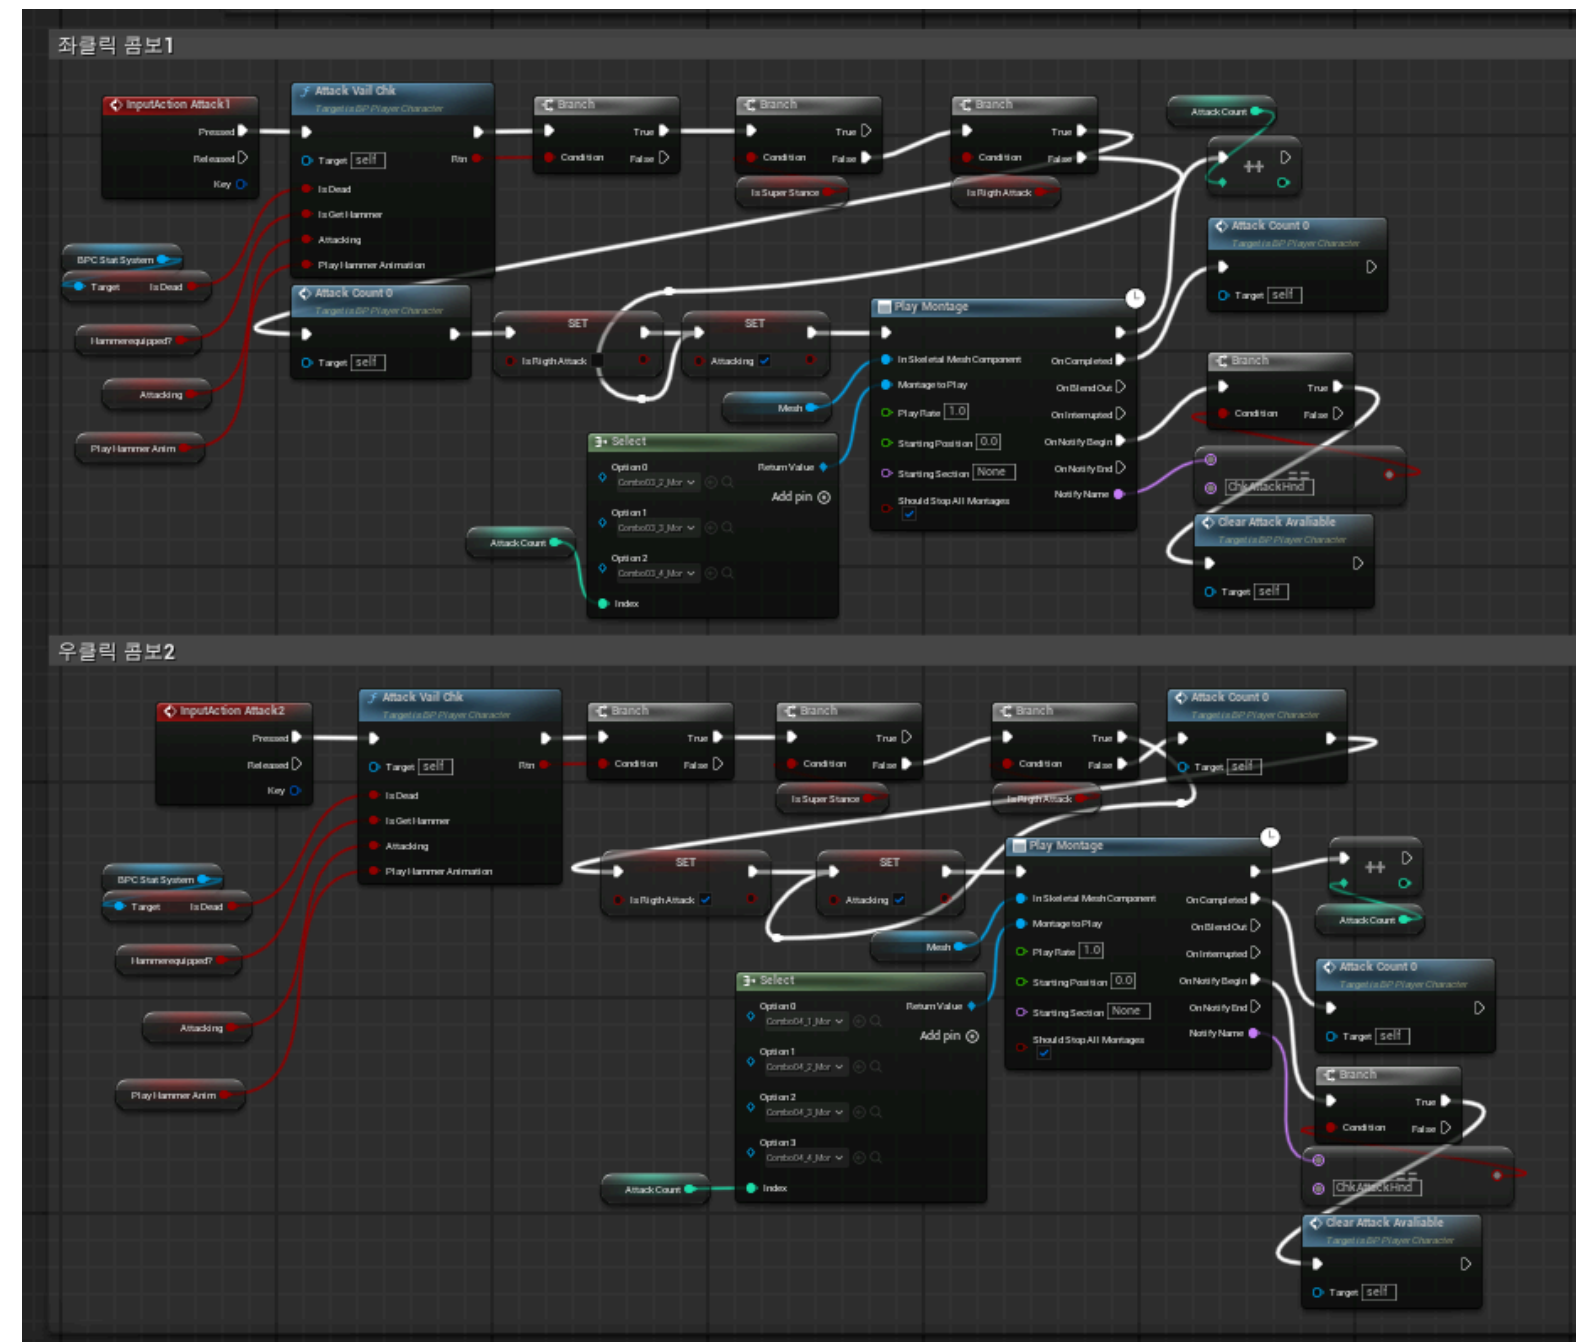 좌클릭 콤보1
InputAction Attack1
Pressed
Released
Key
Attack Vail Chk
Target is BP Player Character
Target self
Rtn
Is Dead
Is Get Hammer
Attacking
Play Hammer Animation
Branch
True
Condition
False
Branch
True
Condition
False
Is Super Stance
Branch
True
Condition
False
Is Rigth Attack
Attack Count
++
Attack Count 0
Target is BP Player Character
Target self
BPC Stat System
Target
Is Dead
Hammerequipped?
Attacking
Play Hammer Anim
Attack Count 0
Target is BP Player Character
Target self
SET
Is Rigth Attack
SET
Attacking
Mesh
Play Montage
In Skeletal Mesh Component
On Completed
Montage to Play
On Blend Out
Play Rate 1.0
On Interrupted
Starting Position 0.0
On Notify Begin
Starting Section None
On Notify End
Should Stop All Montages
Notify Name
Select
Option 0
Return Value
Combo03_2_Mor
Add pin
Option 1
Combo03_3_Mor
Option 2
Combo03_4_Mor
Index
Attack Count
Branch
True
Condition
False
==
ChkAttackHnd
Clear Attack Avaliable
Target is BP Player Character
Target self
우클릭 콤보2
InputAction Attack2
Pressed
Released
Key
Attack Vail Chk
Target is BP Player Character
Target self
Rtn
Is Dead
Is Get Hammer
Attacking
Play Hammer Animation
Branch
True
Condition
False
Branch
True
Condition
False
Is Super Stance
Branch
True
Condition
False
Is Rigth Attack
Attack Count 0
Target is BP Player Character
Target self
BPC Stat System
Target
Is Dead
Hammerequipped?
Attacking
Play Hammer Anim
SET
Is Rigth Attack
SET
Attacking
Mesh
Play Montage
In Skeletal Mesh Component
On Completed
Montage to Play
On Blend Out
Play Rate 1.0
On Interrupted
Starting Position 0.0
On Notify Begin
Starting Section None
On Notify End
Should Stop All Montages
Notify Name
++
Attack Count
Attack Count 0
Target is BP Player Character
Target self
Select
Option 0
Return Value
Combo04_1_Mor
Add pin
Option 1
Combo04_2_Mor
Option 2
Combo04_3_Mor
Option 3
Combo04_4_Mor
Index
Attack Count
Branch
True
Condition
False
==
ChkAttackHnd
Clear Attack Avaliable
Target is BP Player Character
Target self